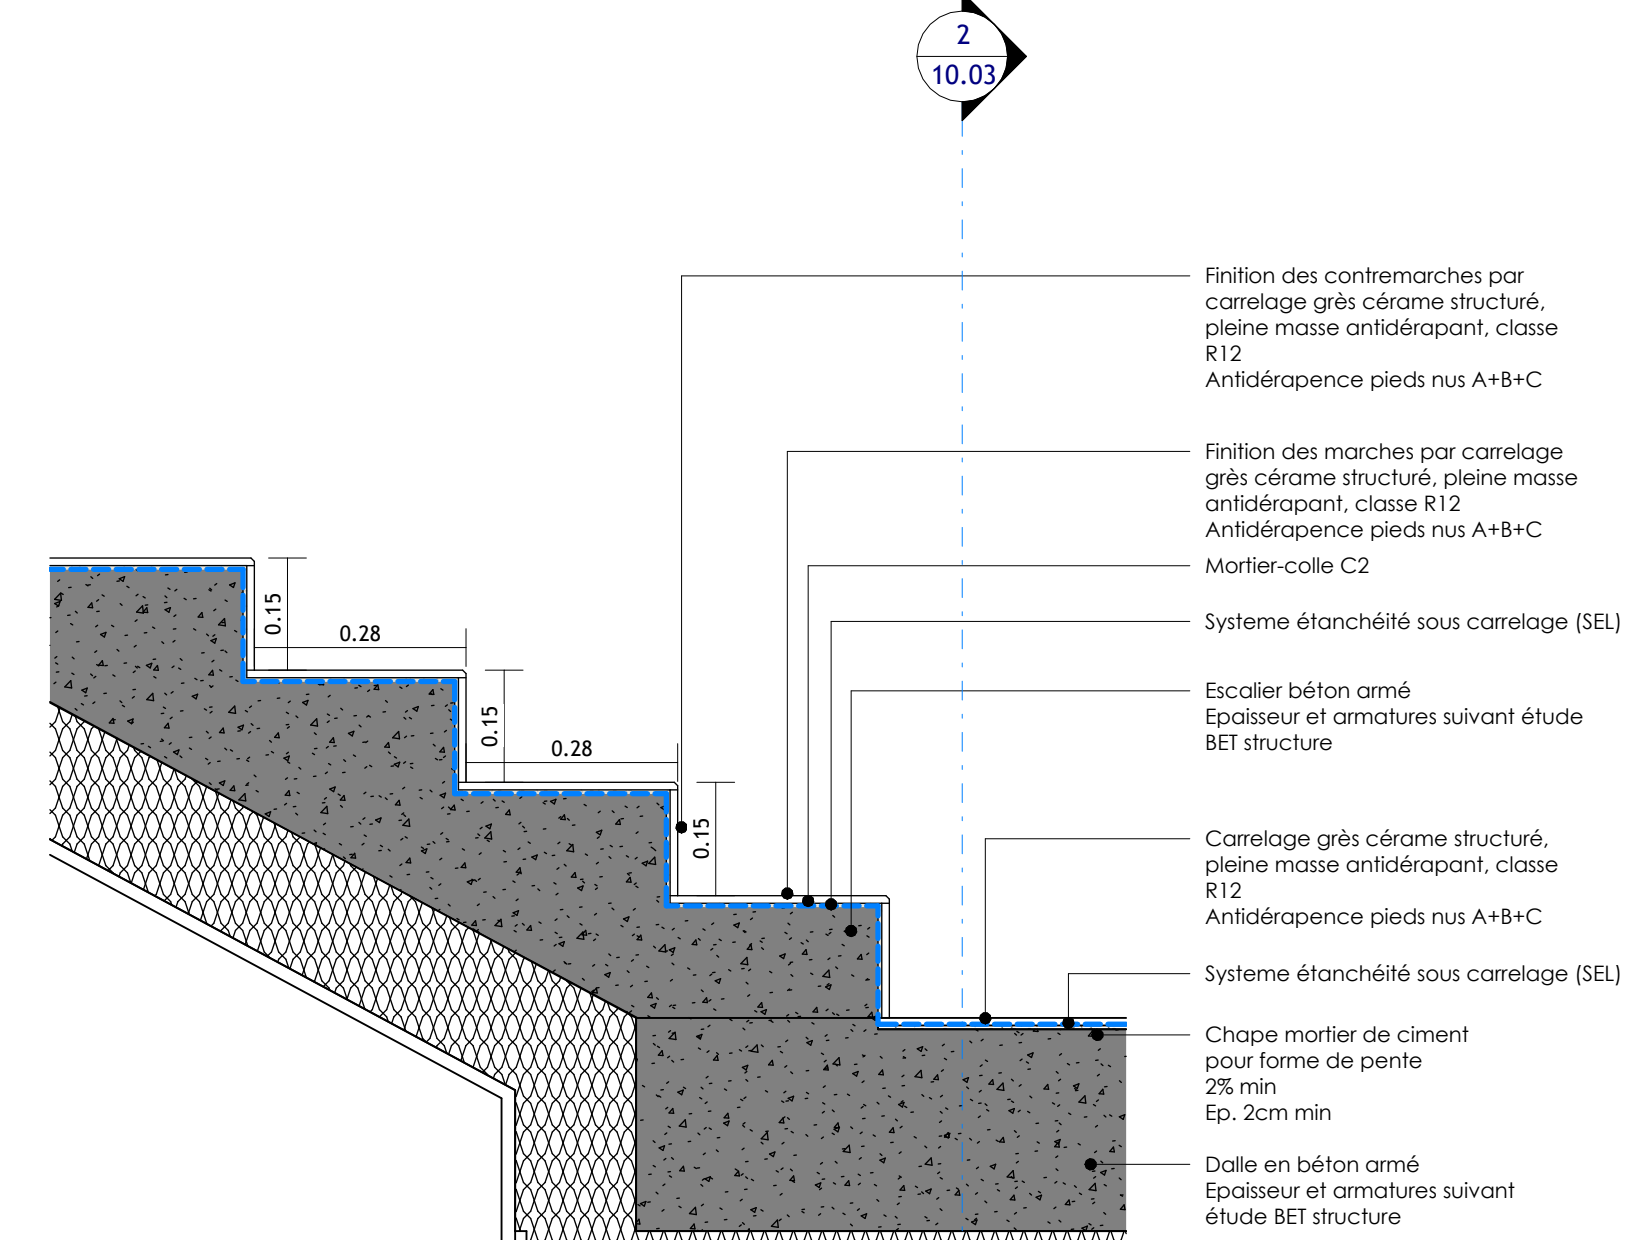 2
10.03
Finition des contremarches par
carrelage grès cérame structuré,
pleine masse antidérapant, classe
R12
Antidérapence pieds nus A+B+C
Finition des marches par carrelage
grès cérame structuré, pleine masse
antidérapant, classe R12
Antidérapence pieds nus A+B+C
Mortier-colle C2
Systeme étanchéité sous carrelage (SEL)
Escalier béton armé
Epaisseur et armatures suivant étude
BET structure
Carrelage grès cérame structuré,
pleine masse antidérapant, classe
R12
Antidérapence pieds nus A+B+C
Systeme étanchéité sous carrelage (SEL)
Chape mortier de ciment
pour forme de pente
2% min
Ep. 2cm min
Dalle en béton armé
Epaisseur et armatures suivant
étude BET structure
0.15
0.28
0.15
0.28
0.15